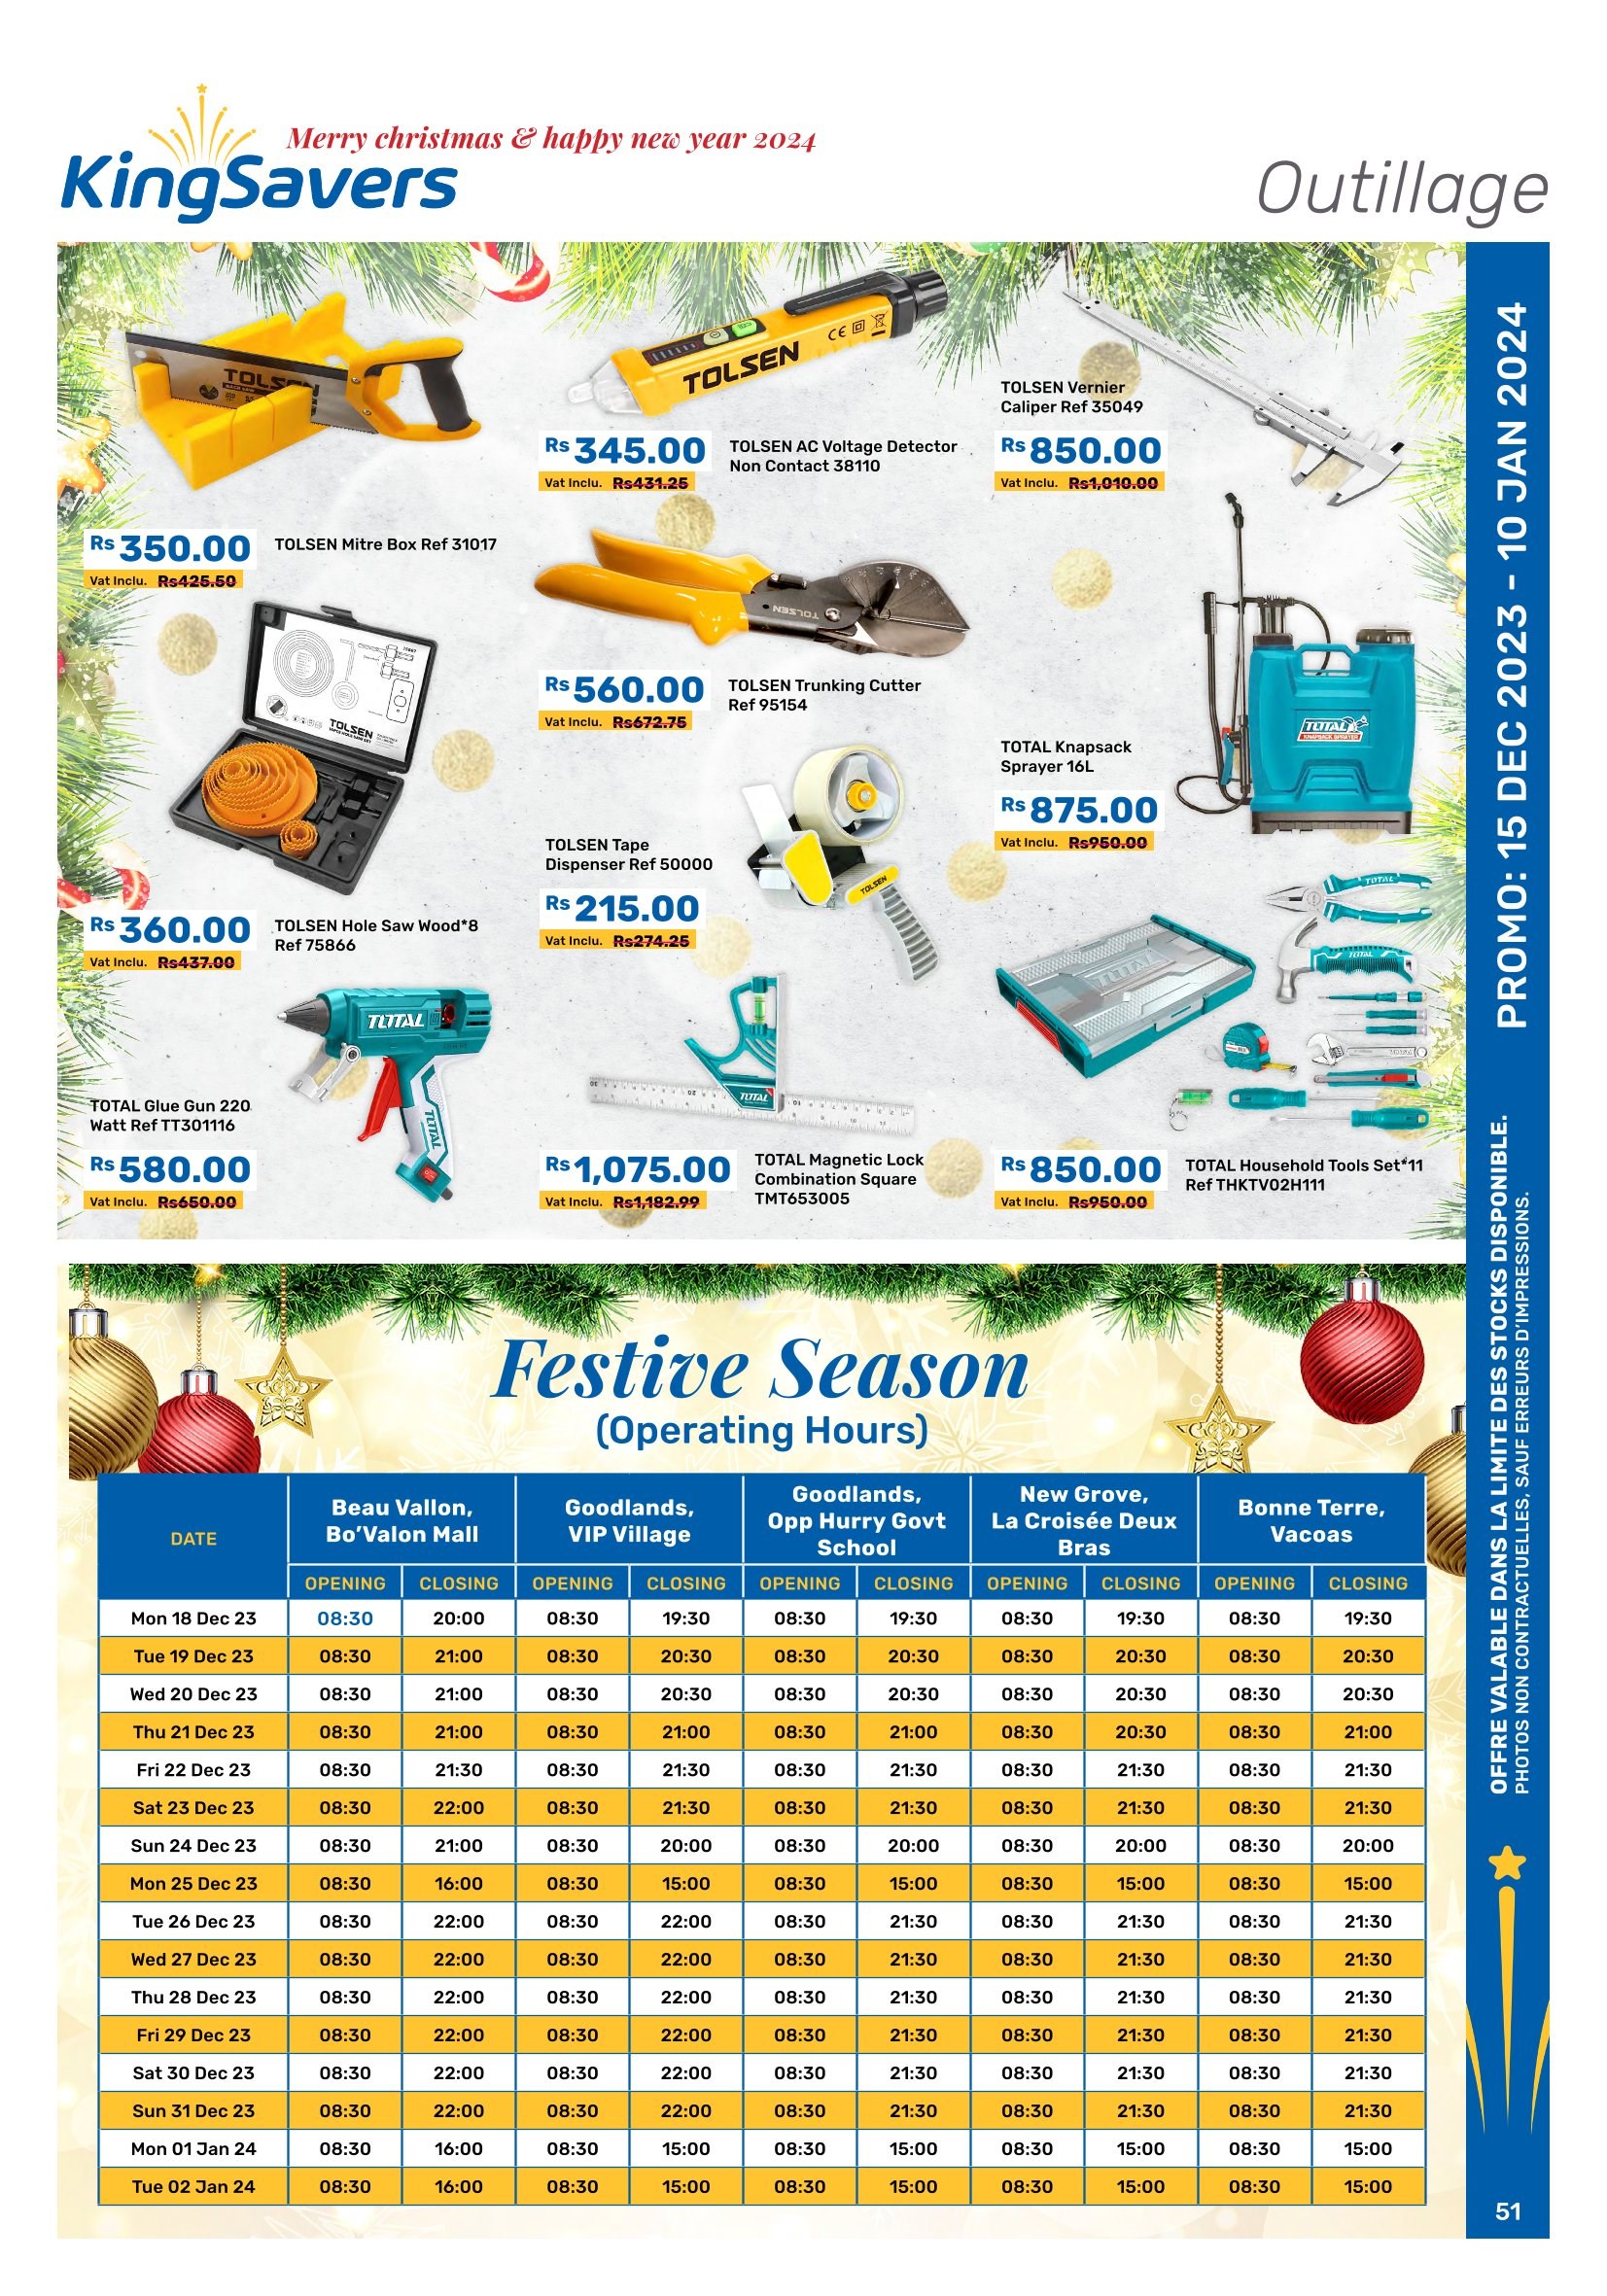 Merry christmas & happy new year 2024
KingSavers
Outillage
TOLSEN
Rs 350.00
Vat Inclu. Rs425.50
TOLSEN Mitre Box Ref 31017
TOLSEN
CE
Rs 345.00
Vat Inclu. Rs431.25
TOLSEN AC Voltage Detector
Non Contact 38110
TOLSEN Vernier
Caliper Ref 35049
Rs 850.00
Vat Inclu. Rs1,010.00
TOLSEN
Rs 360.00
Vat Inclu. Rs437.00
TOLSEN Hole Saw Wood*8
Ref 75866
TOLSEN
Rs 560.00
Vat Inclu. Rs672.75
TOLSEN Trunking Cutter
Ref 95154
TOLSEN Tape
Dispenser Ref 50000
Rs 215.00
Vat Inclu. Rs274.25
TOLSEN
TOTAL Knapsack
Sprayer 16L
Rs 875.00
Vat Inclu. Rs950.00
TOTAL
KNAPSACK SPRAYER
TOTAL Glue Gun 220
Watt Ref TT301116
Rs 580.00
Vat Inclu. Rs650.00
TOTAL
TOTAL
TOTAL
Rs 1,075.00
Vat Inclu. Rs1,182.99
TOTAL Magnetic Lock
Combination Square
TMT653005
TOTAL
TOTAL
TOTAL
Rs 850.00
Vat Inclu. Rs950.00
TOTAL Household Tools Set*11
Ref THKTV02H111
PROMO: 15 DEC 2023 - 10 JAN 2024
OFFRE VALABLE DANS LA LIMITE DES STOCKS DISPONIBLE.
PHOTOS NON CONTRACTUELLES, SAUF ERREURS D'IMPRESSIONS.
Festive Season
(Operating Hours)
DATE
Beau Vallon,
Bo'Valon Mall
Goodlands,
VIP Village
Goodlands,
Opp Hurry Govt
School
New Grove,
La Croisée Deux
Bras
Bonne Terre,
Vacoas
OPENING CLOSING OPENING CLOSING OPENING CLOSING OPENING CLOSING OPENING CLOSING
Mon 18 Dec 23 08:30 20:00 08:30 19:30 08:30 19:30 08:30 19:30 08:30 19:30
Tue 19 Dec 23 08:30 21:00 08:30 20:30 08:30 20:30 08:30 20:30 08:30 20:30
Wed 20 Dec 23 08:30 21:00 08:30 20:30 08:30 20:30 08:30 20:30 08:30 20:30
Thu 21 Dec 23 08:30 21:00 08:30 21:00 08:30 21:00 08:30 20:30 08:30 21:00
Fri 22 Dec 23 08:30 21:30 08:30 21:30 08:30 21:30 08:30 21:30 08:30 21:30
Sat 23 Dec 23 08:30 22:00 08:30 21:30 08:30 21:30 08:30 21:30 08:30 21:30
Sun 24 Dec 23 08:30 21:00 08:30 20:00 08:30 20:00 08:30 20:00 08:30 20:00
Mon 25 Dec 23 08:30 16:00 08:30 15:00 08:30 15:00 08:30 15:00 08:30 15:00
Tue 26 Dec 23 08:30 22:00 08:30 22:00 08:30 21:30 08:30 21:30 08:30 21:30
Wed 27 Dec 23 08:30 22:00 08:30 22:00 08:30 21:30 08:30 21:30 08:30 21:30
Thu 28 Dec 23 08:30 22:00 08:30 22:00 08:30 21:30 08:30 21:30 08:30 21:30
Fri 29 Dec 23 08:30 22:00 08:30 22:00 08:30 21:30 08:30 21:30 08:30 21:30
Sat 30 Dec 23 08:30 22:00 08:30 22:00 08:30 21:30 08:30 21:30 08:30 21:30
Sun 31 Dec 23 08:30 22:00 08:30 22:00 08:30 21:30 08:30 21:30 08:30 21:30
Mon 01 Jan 24 08:30 16:00 08:30 15:00 08:30 15:00 08:30 15:00 08:30 15:00
Tue 02 Jan 24 08:30 16:00 08:30 15:00 08:30 15:00 08:30 15:00 08:30 15:00
51